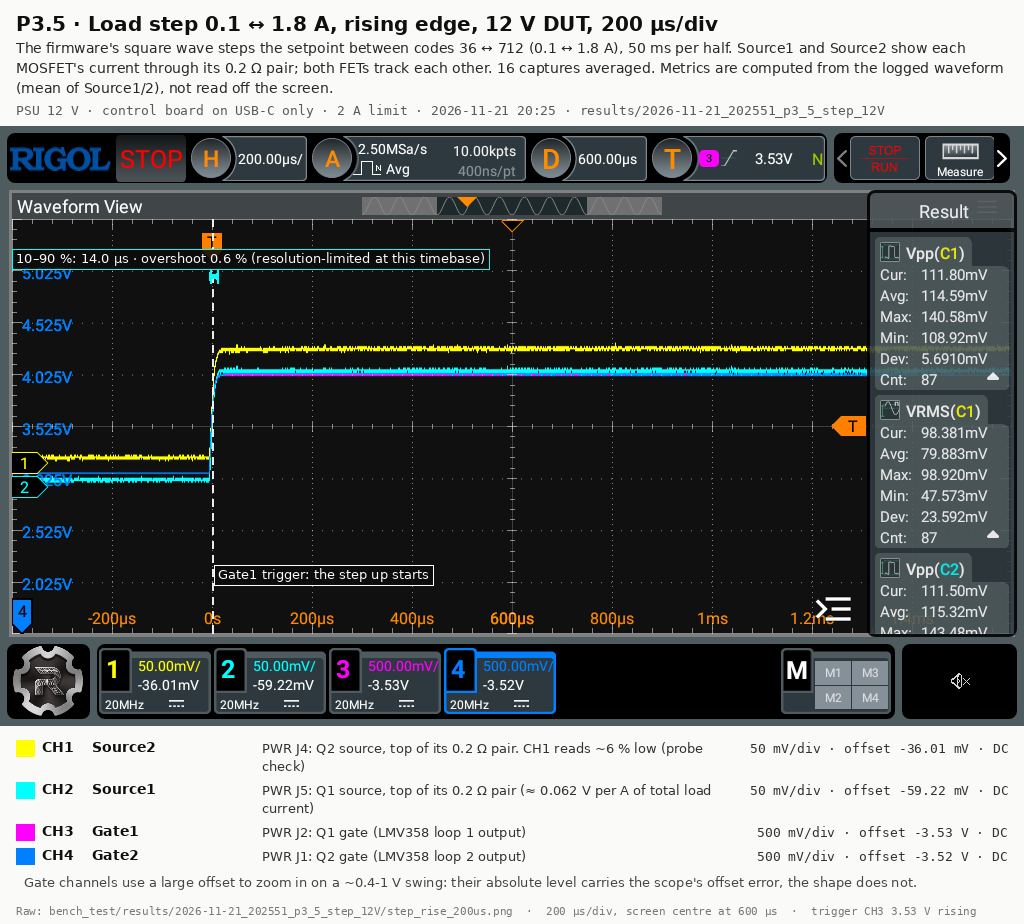 P3.5 · Load step 0.1 ↔ 1.8 A, rising edge, 12 V DUT, 200 µs/div
The firmware's square wave steps the setpoint between codes 36 ↔ 712 (0.1 ↔ 1.8 A), 50 ms per half. Source1 and Source2 show each
MOSFET's current through its 0.2 Ω pair; both FETs track each other. 16 captures averaged. Metrics are computed from the logged waveform
(mean of Source1/2), not read off the screen.
PSU 12 V · control board on USB-C only · 2 A limit · 2026-11-21 20:25 · results/2026-11-21_202551_p3_5_step_12V
RIGOL STOP H 200.00µs/ A 2.50MSa/s 10.00kpts D 600.00µs T 3 3.53V N STOP
N Avg 400ns/pt RUN Measure
Waveform View
Result
T
10–90 %: 14.0 µs · overshoot 0.6 % (resolution-limited at this timebase)
5.025V
4.525V
4.025V
3.525V
T
1
2
2.525V
Gate1 trigger: the step up starts
2.025V
4
-200µs 0s 200µs 400µs 600µs 800µs 1ms 1.2ms
Vpp(C1)
Cur: 111.80mV
Avg: 114.59mV
Max: 140.58mV
Min: 108.92mV
Dev: 5.6910mV
Cnt: 87
VRMS(C1)
Cur: 98.381mV
Avg: 79.883mV
Max: 98.920mV
Min: 47.573mV
Dev: 23.592mV
Cnt: 87
Vpp(C2)
Cur: 111.50mV
Avg: 115.32mV
Max: 143.48mV
1 50.00mV/ 2 50.00mV/ 3 500.00mV/ 4 500.00mV/ M M1 M3
-36.01mV -59.22mV -3.53V -3.52V M2 M4
20MHz 20MHz 20MHz 20MHz
CH1 Source2 PWR J4: Q2 source, top of its 0.2 Ω pair. CH1 reads ~6 % low (probe 50 mV/div · offset -36.01 mV · DC
check)
CH2 Source1 PWR J5: Q1 source, top of its 0.2 Ω pair (≈ 0.062 V per A of total load 50 mV/div · offset -59.22 mV · DC
current)
CH3 Gate1 PWR J2: Q1 gate (LMV358 loop 1 output) 500 mV/div · offset -3.53 V · DC
CH4 Gate2 PWR J1: Q2 gate (LMV358 loop 2 output) 500 mV/div · offset -3.52 V · DC
Gate channels use a large offset to zoom in on a ~0.4-1 V swing: their absolute level carries the scope's offset error, the shape does not.
Raw: bench_test/results/2026-11-21_202551_p3_5_step_12V/step_rise_200us.png · 200 µs/div, screen centre at 600 µs · trigger CH3 3.53 V rising